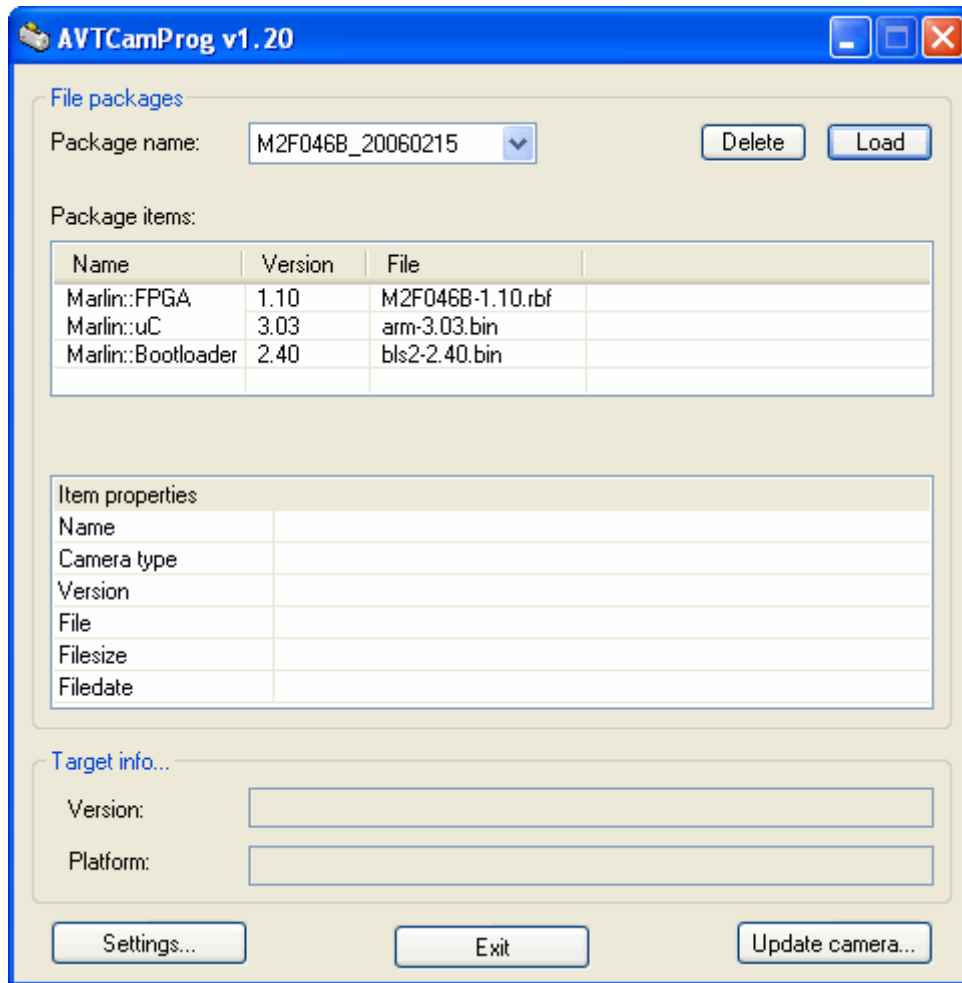 AVTCamProg v1.20
File packages
Package name: M2F046B_20060215 Delete Load
Package items:
Name Version File
Marlin::FPGA 1.10 M2F046B-1.10.rbf
Marlin::uC 3.03 arm-3.03.bin
Marlin::Bootloader 2.40 bls2-2.40.bin
Item properties
Name
Camera type
Version
File
Filesize
Filedate
Target info...
Version:
Platform:
Settings... Exit Update camera...